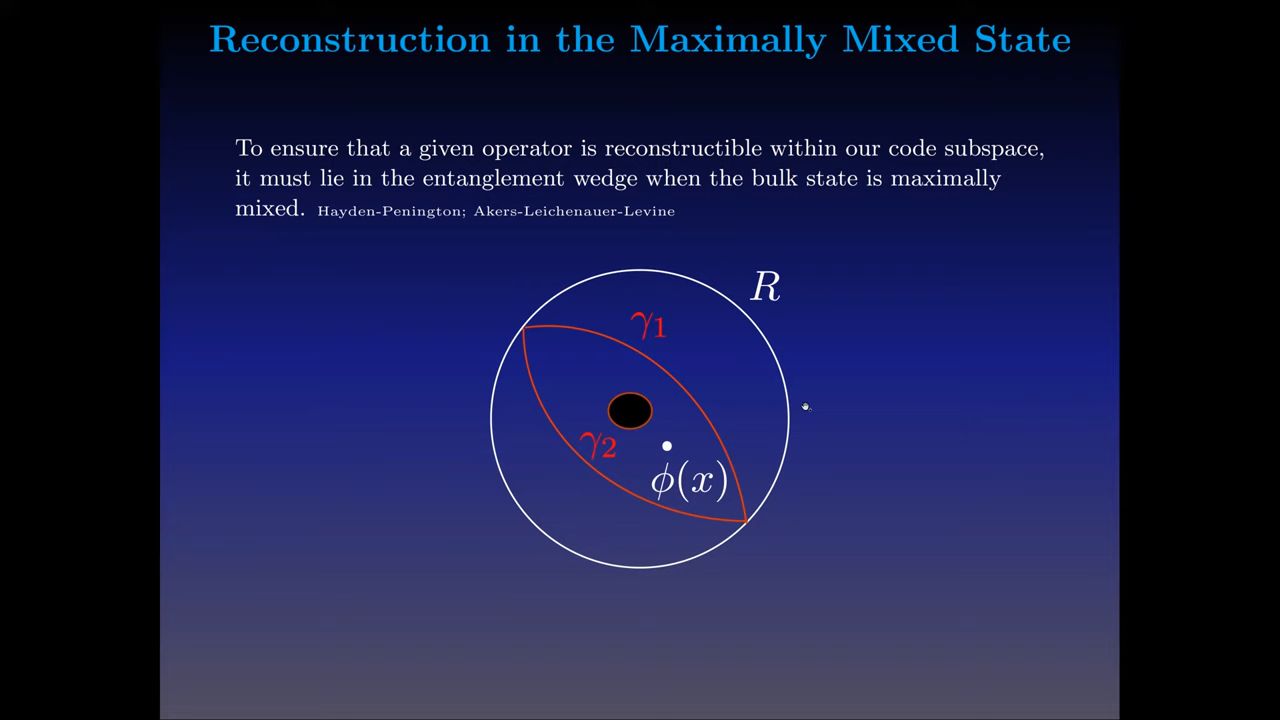 Reconstruction in the Maximally Mixed State
To ensure that a given operator is reconstructible within our code subspace,
it must lie in the entanglement wedge when the bulk state is maximally
mixed. Hayden-Penington; Akers-Leichenauer-Levine
R
γ₁
γ₂
ϕ(x)